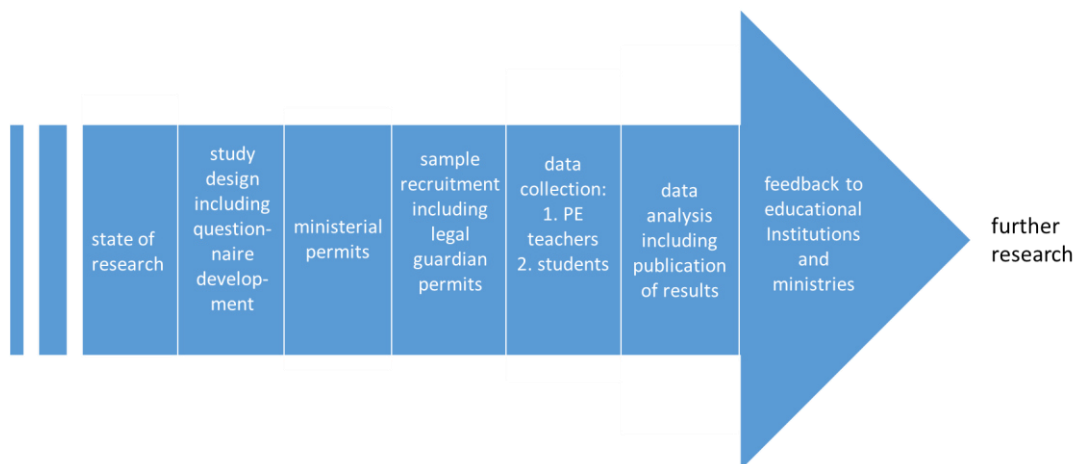 state of
research
study
design
including
question-
naire
develop-
ment
ministerial
permits
sample
recruitment
including
legal
guardian
permits
data
collection:
1. PE
teachers
2. students
data
analysis
including
publication
of results
feedback to
educational
Institutions
and
ministries
further
research